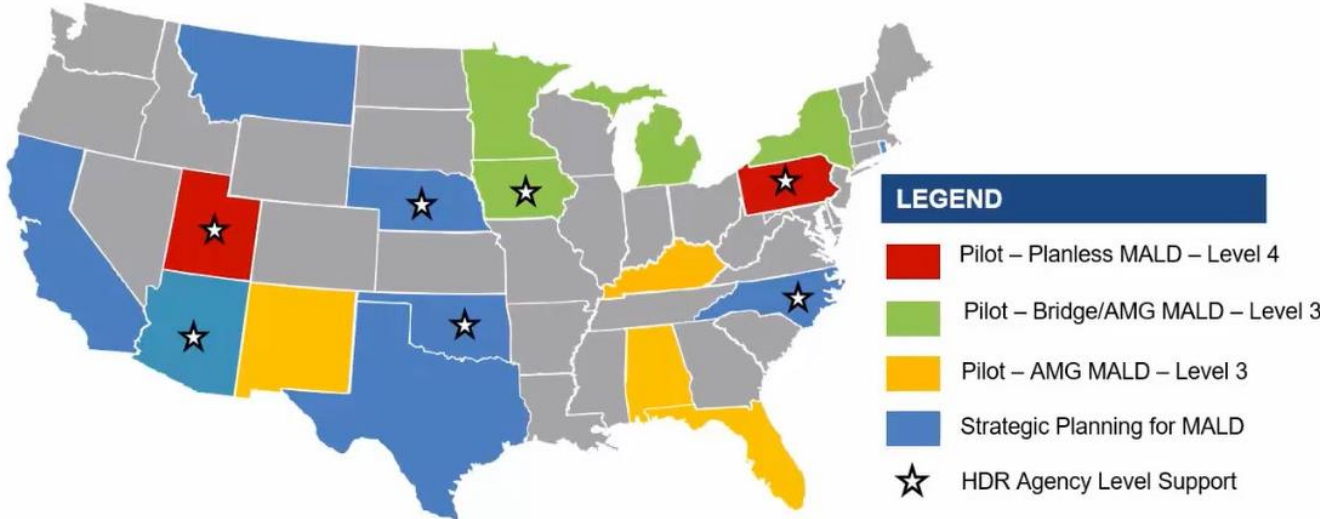 LEGEND
Pilot – Planless MALD – Level 4
Pilot – Bridge/AMG MALD – Level 3
Pilot – AMG MALD – Level 3
Strategic Planning for MALD
HDR Agency Level Support